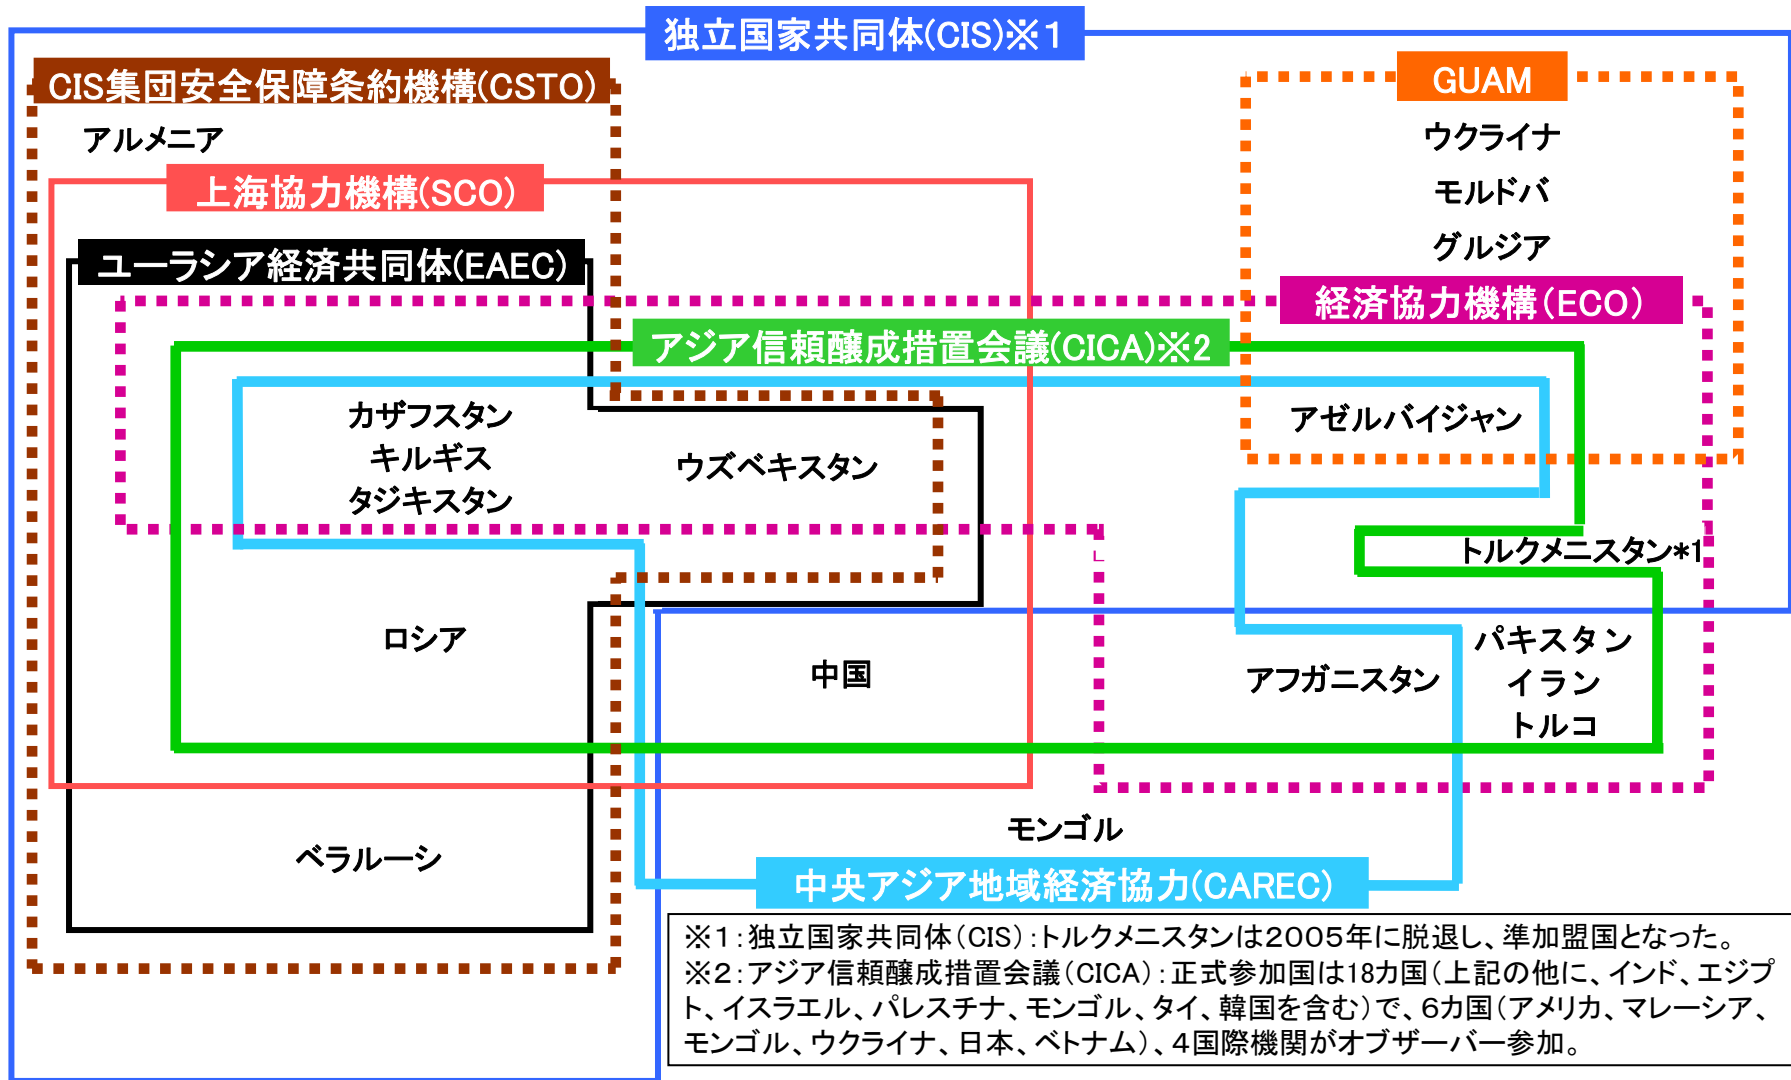 独立国家共同体(CIS)※1
CIS集団安全保障条約機構(CSTO)
GUAM
アルメニア
ウクライナ
上海協力機構(SCO)
モルドバ
グルジア
ユーラシア経済共同体(EAEC)
経済協力機構(ECO)
アジア信頼醸成措置会議(CICA)※2
カザフスタン
アゼルバイジャン
キルギス
ウズベキスタン
タジキスタン
トルクメニスタン*1
ロシア
パキスタン
中国
アフガニスタン
イラン
トルコ
モンゴル
ベラルーシ
中央アジア地域経済協力(CAREC)
※1:独立国家共同体(CIS):トルクメニスタンは2005年に脱退し、準加盟国となった。
※2:アジア信頼醸成措置会議(CICA):正式参加国は18カ国(上記の他に、インド、エジプ
ト、イスラエル、パレスチナ、モンゴル、タイ、韓国を含む)で、6カ国(アメリカ、マレーシア、
モンゴル、ウクライナ、日本、ベトナム)、4国際機関がオブザーバー参加。